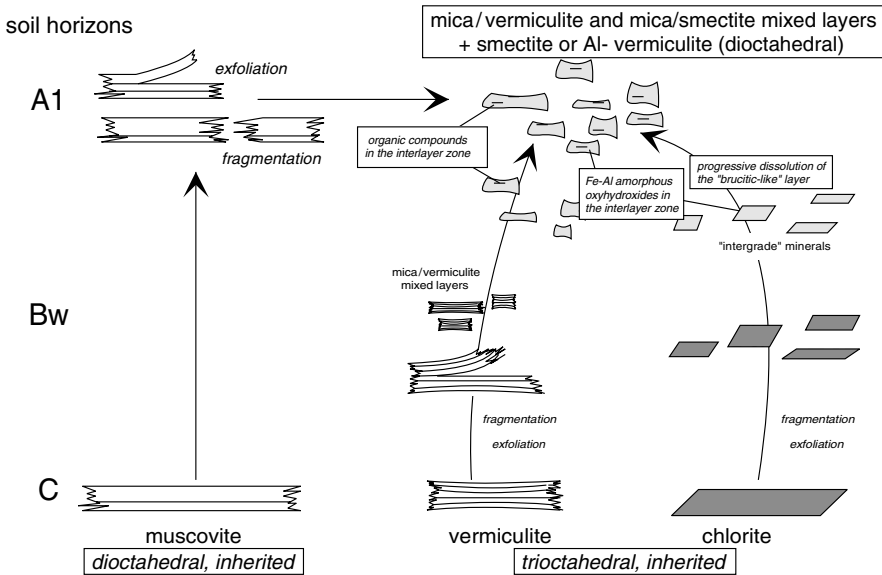 soil horizons
mica/vermiculite and mica/smectite mixed layers
+ smectite or Al- vermiculite (dioctahedral)
A1
exfoliation
fragmentation
organic compounds
in the interlayer zone
Fe-Al amorphous
oxyhydroxides in
the interlayer zone
progressive dissolution of
the "brucitic-like" layer
"intergrade" minerals
mica/vermiculite
mixed layers
Bw
fragmentation
exfoliation
fragmentation
exfoliation
C
muscovite
vermiculite
chlorite
dioctahedral, inherited
trioctahedral, inherited